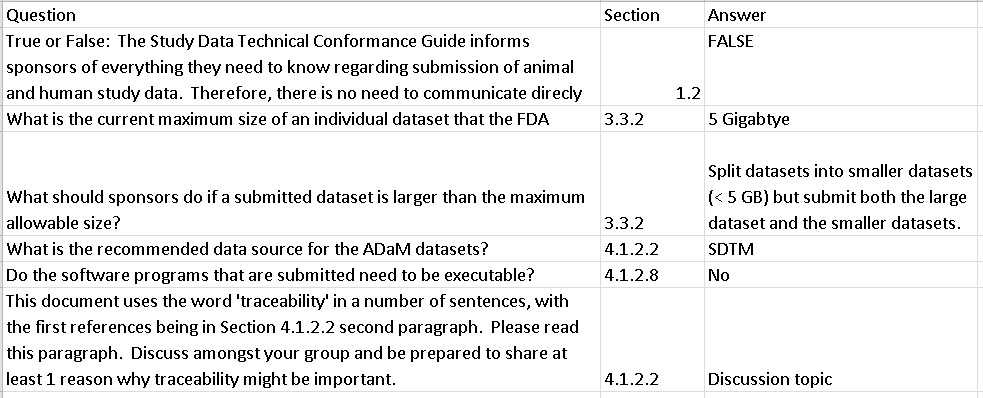 Question Section Answer
True or False:  The Study Data Technical Conformance Guide informs FALSE
sponsors of everything they need to know regarding submission of animal
and human study data.  Therefore, there is no need to communicate direcly 1.2
What is the current maximum size of an individual dataset that the FDA 3.3.2 5 Gigabtye
Split datasets into smaller datasets
What should sponsors do if a submitted dataset is larger than the maximum (< 5 GB) but submit both the large
allowable size? 3.3.2 dataset and the smaller datasets.
What is the recommended data source for the ADaM datasets? 4.1.2.2 SDTM
Do the software programs that are submitted need to be executable? 4.1.2.8 No
This document uses the word 'traceability' in a number of sentences, with
the first references being in Section 4.1.2.2 second paragraph.  Please read
this paragraph.  Discuss amongst your group and be prepared to share at
least 1 reason why traceability might be important. 4.1.2.2 Discussion topic